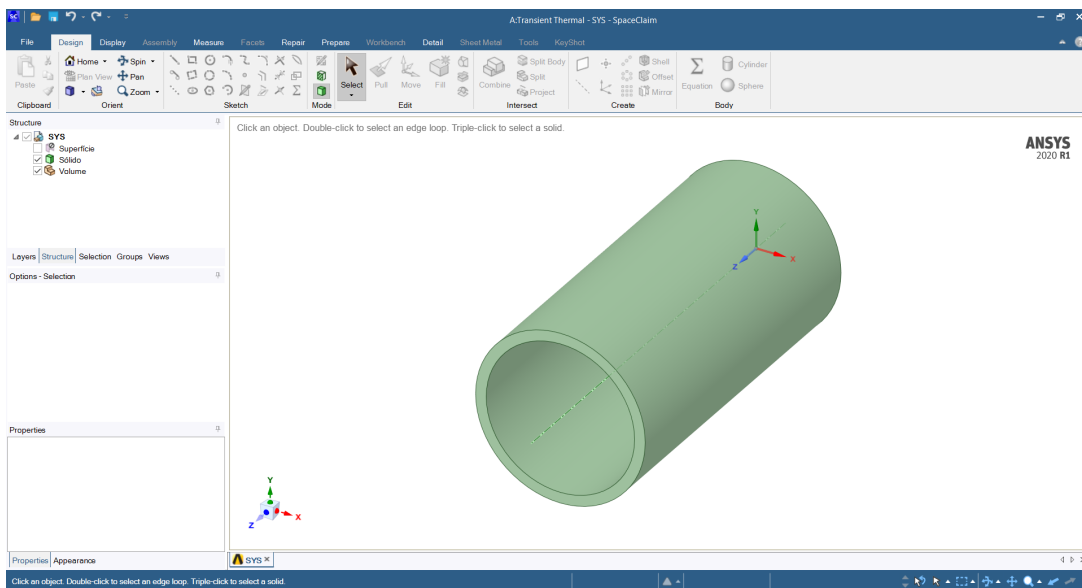 A:Transient Thermal - SYS - SpaceClaim
File Design Display Assembly Measure Facets Repair Prepare Workbench Detail Sheet Metal Tools KeyShot
Home Spin
Plan View Pan
Zoom
Paste
Select Pull Move Fill
Combine
Split Body
Split
Project
Shell
Offset
Mirror
Equation
Cylinder
Sphere
Clipboard Orient Sketch Mode Edit Intersect Create Body
Structure
SYS
Superfície
Sólido
Volume
Layers Structure Selection Groups Views
Options - Selection
Properties
Properties Appearance
Click an object. Double-click to select an edge loop. Triple-click to select a solid.
ANSYS
2020 R1
Y
X
Z
Y
X
Z
SYS
Click an object. Double-click to select an edge loop. Triple-click to select a solid.